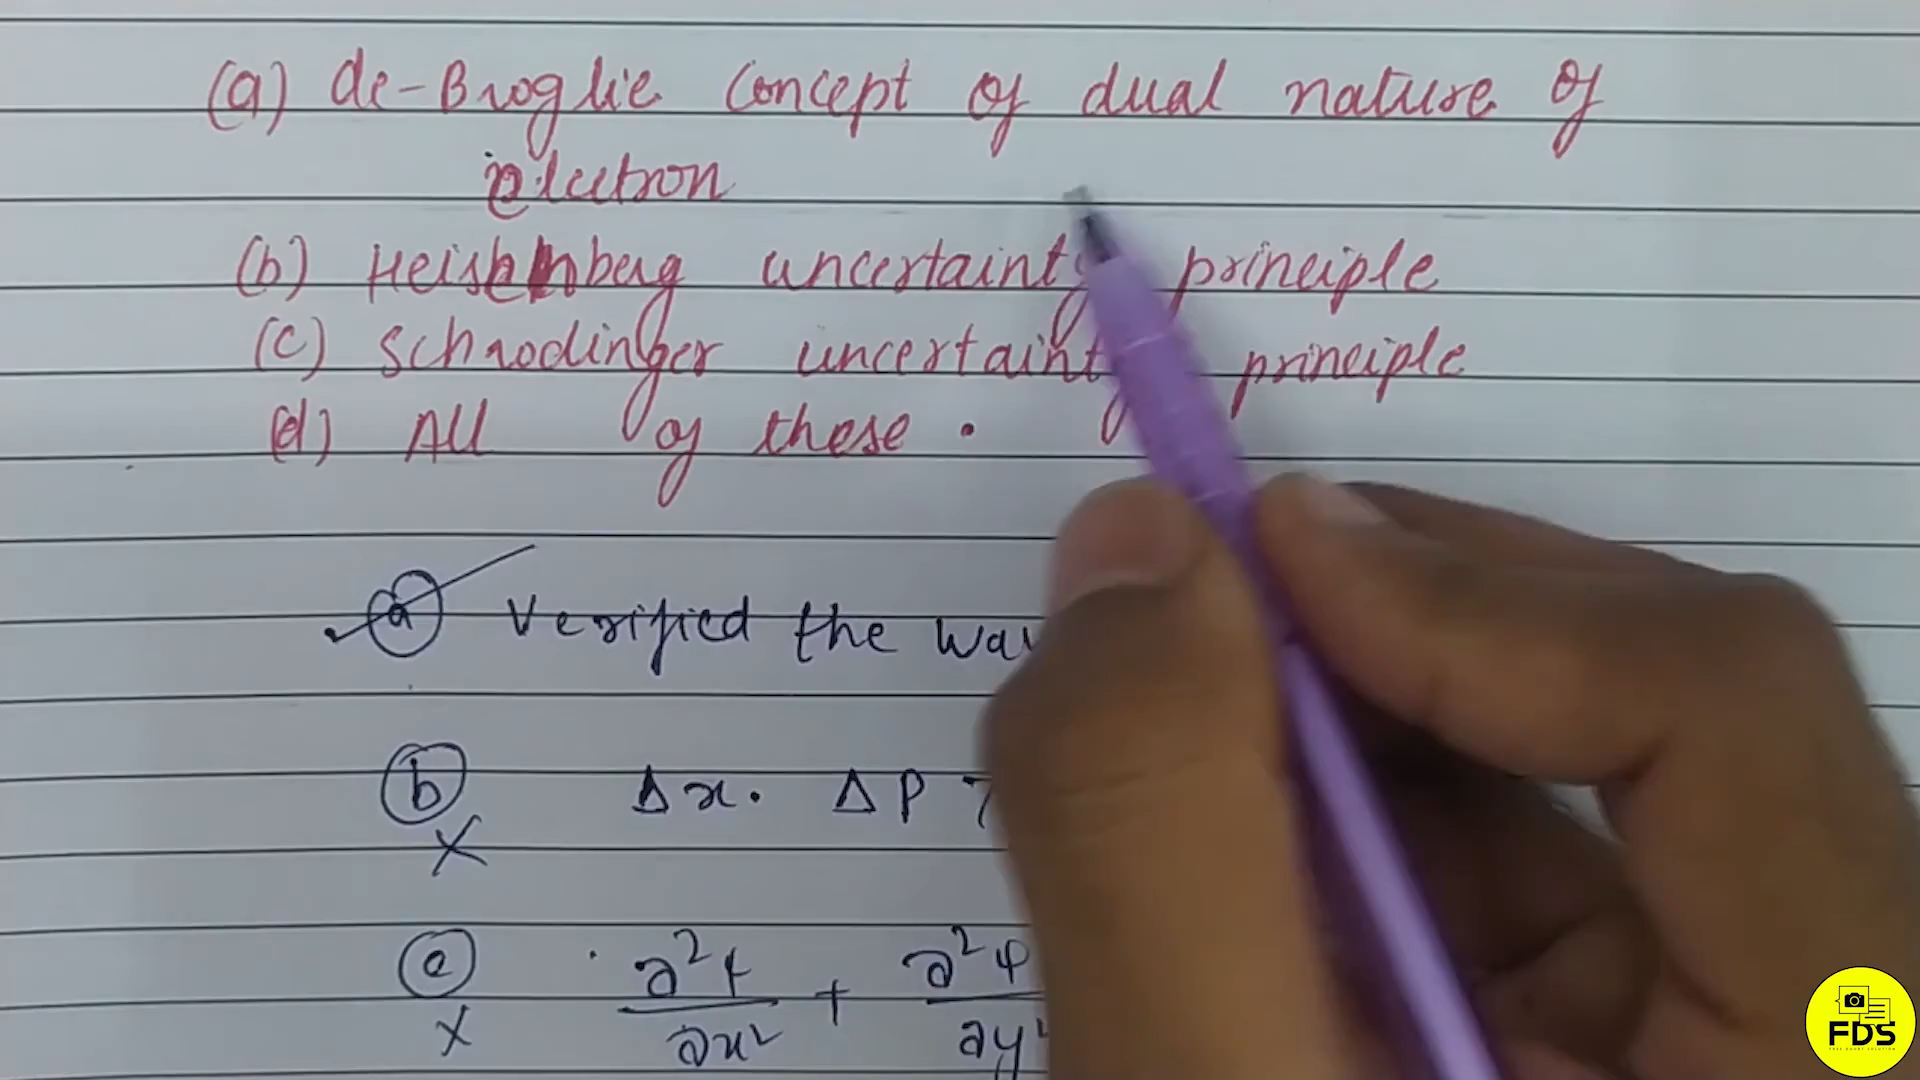 (a) de-Broglie concept of dual nature of
electron
(b) Heisenberg uncertainty principle
(c) Schrodinger uncertainty principle
(d) All of these .
(a) Verified the
(b) Δx. Δp
X
(c) ∂²ψ/∂x² + ∂²ψ/∂y²
X
FDS